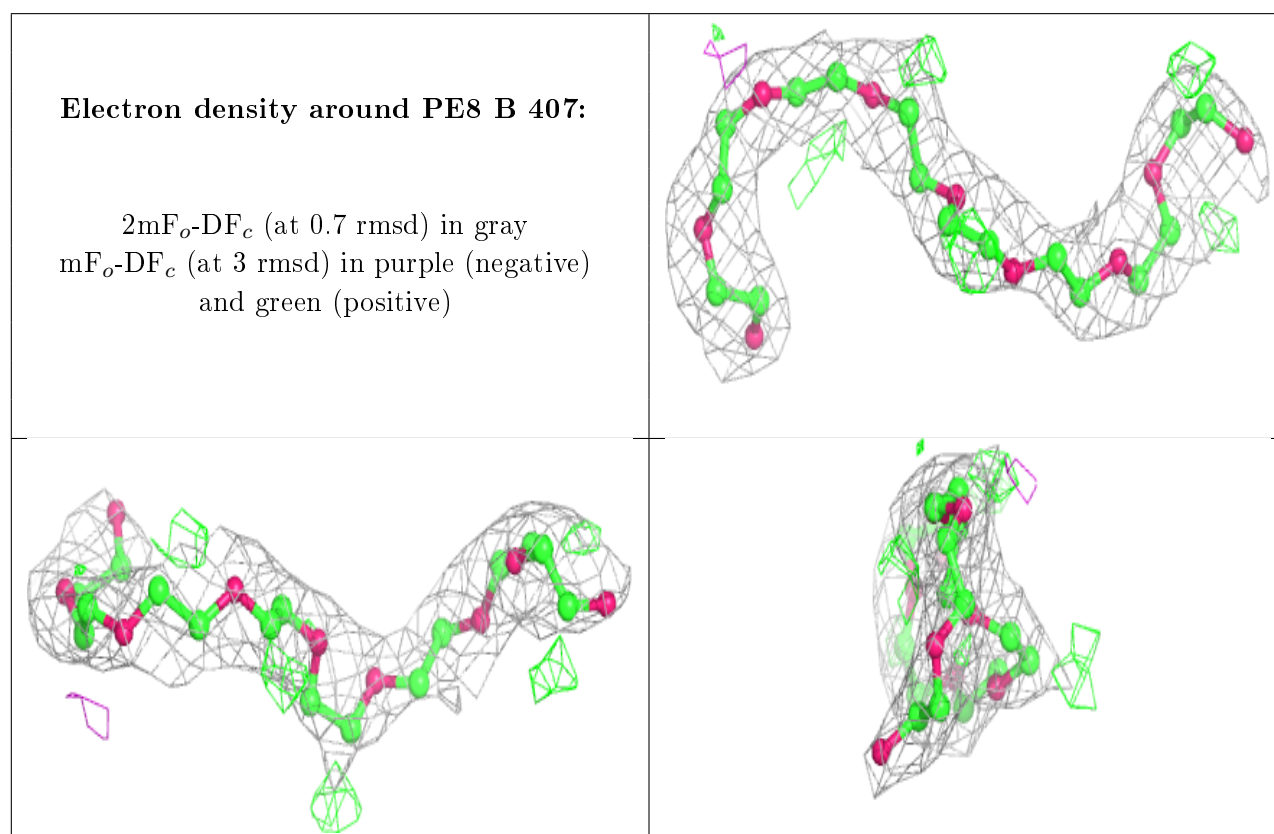 Electron density around PE8 B 407:
2mFo-DFc (at 0.7 rmsd) in gray
mFo-DFc (at 3 rmsd) in purple (negative)
and green (positive)